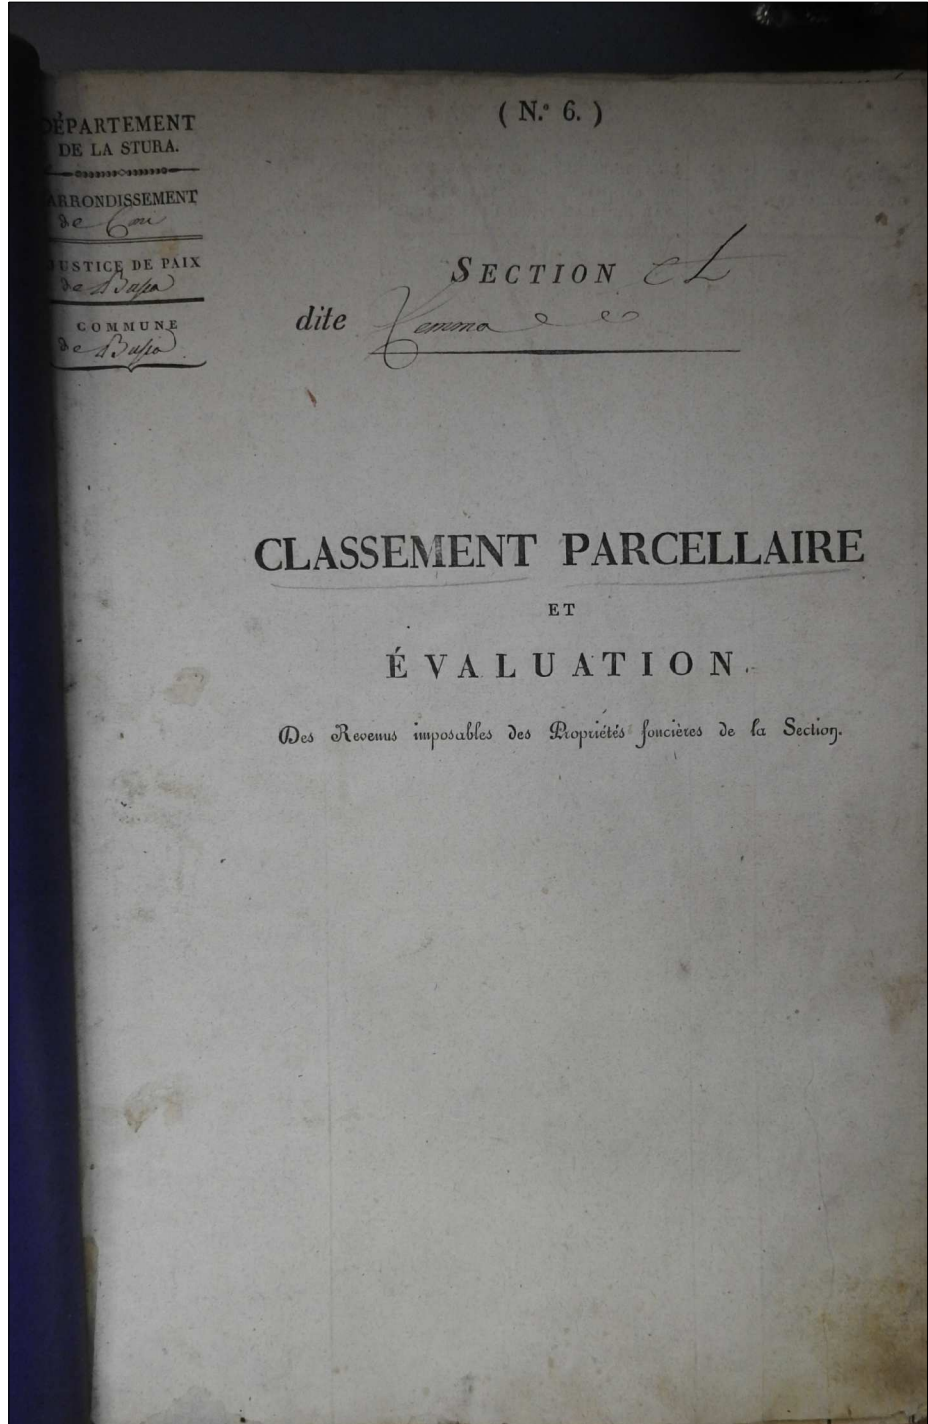 DÉPARTEMENT
DE LA STURA.
ARRONDISSEMENT
de Coni
JUSTICE DE PAIX
de Busca
COMMUNE
de Busca
(N.o 6.)
SECTION
dite
CLASSEMENT PARCELLAIRE
ET
ÉVALUATION.
Des Revenus imposables des Propriétés foncières de la Section.